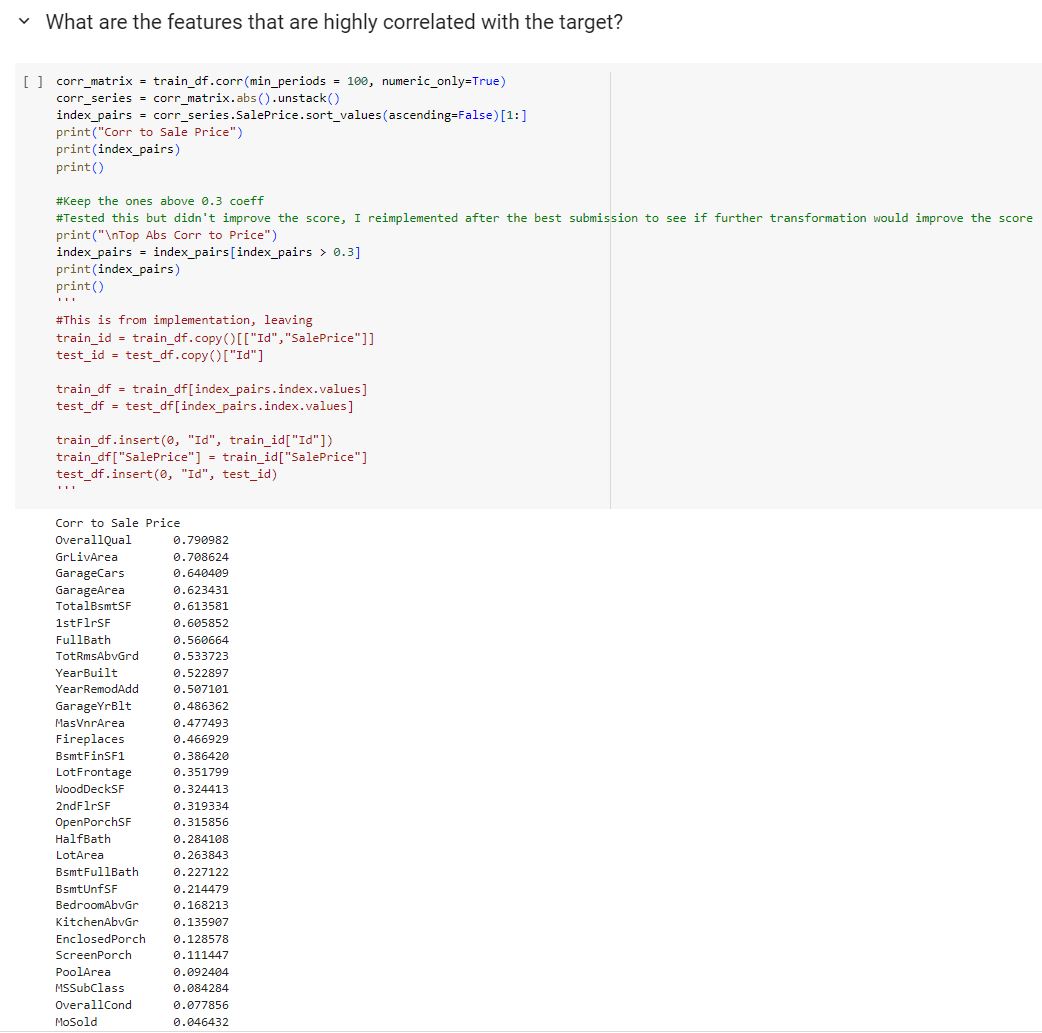 What are the features that are highly correlated with the target?
[ ] corr_matrix = train_df.corr(min_periods = 100, numeric_only=True)
corr_series = corr_matrix.abs().unstack()
index_pairs = corr_series.SalePrice.sort_values(ascending=False)[1:]
print("Corr to Sale Price")
print(index_pairs)
print()
#Keep the ones above 0.3 coeff
#Tested this but didn't improve the score, I reimplemented after the best submission to see if further transformation would improve the score
print("\nTop Abs Corr to Price")
index_pairs = index_pairs[index_pairs > 0.3]
print(index_pairs)
print()
'''
#This is from implementation, leaving
train_id = train_df.copy()[["Id","SalePrice"]]
test_id = test_df.copy()["Id"]
train_df = train_df[index_pairs.index.values]
test_df = test_df[index_pairs.index.values]
train_df.insert(0, "Id", train_id["Id"])
train_df["SalePrice"] = train_id["SalePrice"]
test_df.insert(0, "Id", test_id)
'''
Corr to Sale Price
OverallQual 0.790982
GrLivArea 0.708624
GarageCars 0.640409
GarageArea 0.623431
TotalBsmtSF 0.613581
1stFlrSF 0.605852
FullBath 0.560664
TotRmsAbvGrd 0.533723
YearBuilt 0.522897
YearRemodAdd 0.507101
GarageYrBlt 0.486362
MasVnrArea 0.477493
Fireplaces 0.466929
BsmtFinSF1 0.386420
LotFrontage 0.351799
WoodDeckSF 0.324413
2ndFlrSF 0.319334
OpenPorchSF 0.315856
HalfBath 0.284108
LotArea 0.263843
BsmtFullBath 0.227122
BsmtUnfSF 0.214479
BedroomAbvGr 0.168213
KitchenAbvGr 0.135907
EnclosedPorch 0.128578
ScreenPorch 0.111447
PoolArea 0.092404
MSSubClass 0.084284
OverallCond 0.077856
MoSold 0.046432